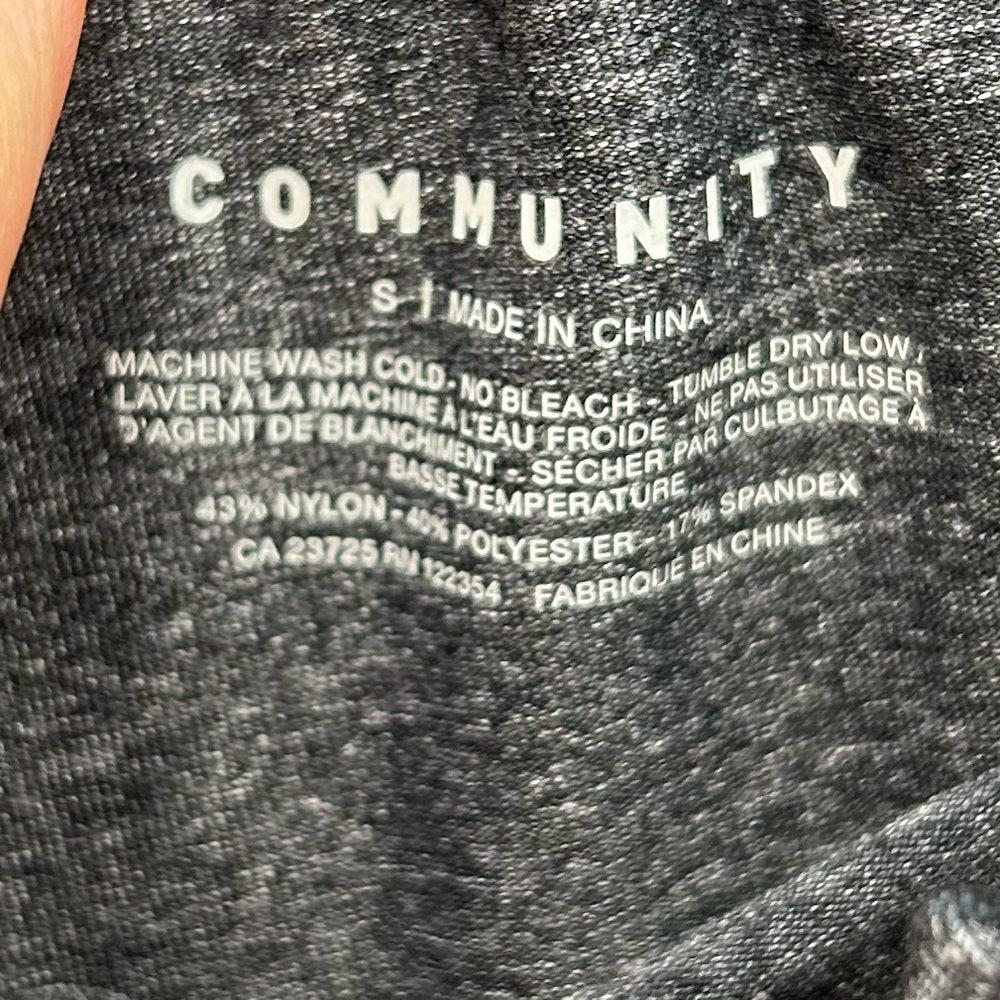 COMMUNITY
S | MADE IN CHINA
MACHINE WASH COLD - NO BLEACH - TUMBLE DRY LOW /
LAVER À LA MACHINE À L'EAU FROIDE - NE PAS UTILISER
D'AGENT DE BLANCHIMENT - SÉCHER PAR CULBUTAGE À
BASSE TEMPÉRATURE
43% NYLON - 40% POLYESTER - 17% SPANDEX
CA 23725 RN 122354 FABRIQUE EN CHINE